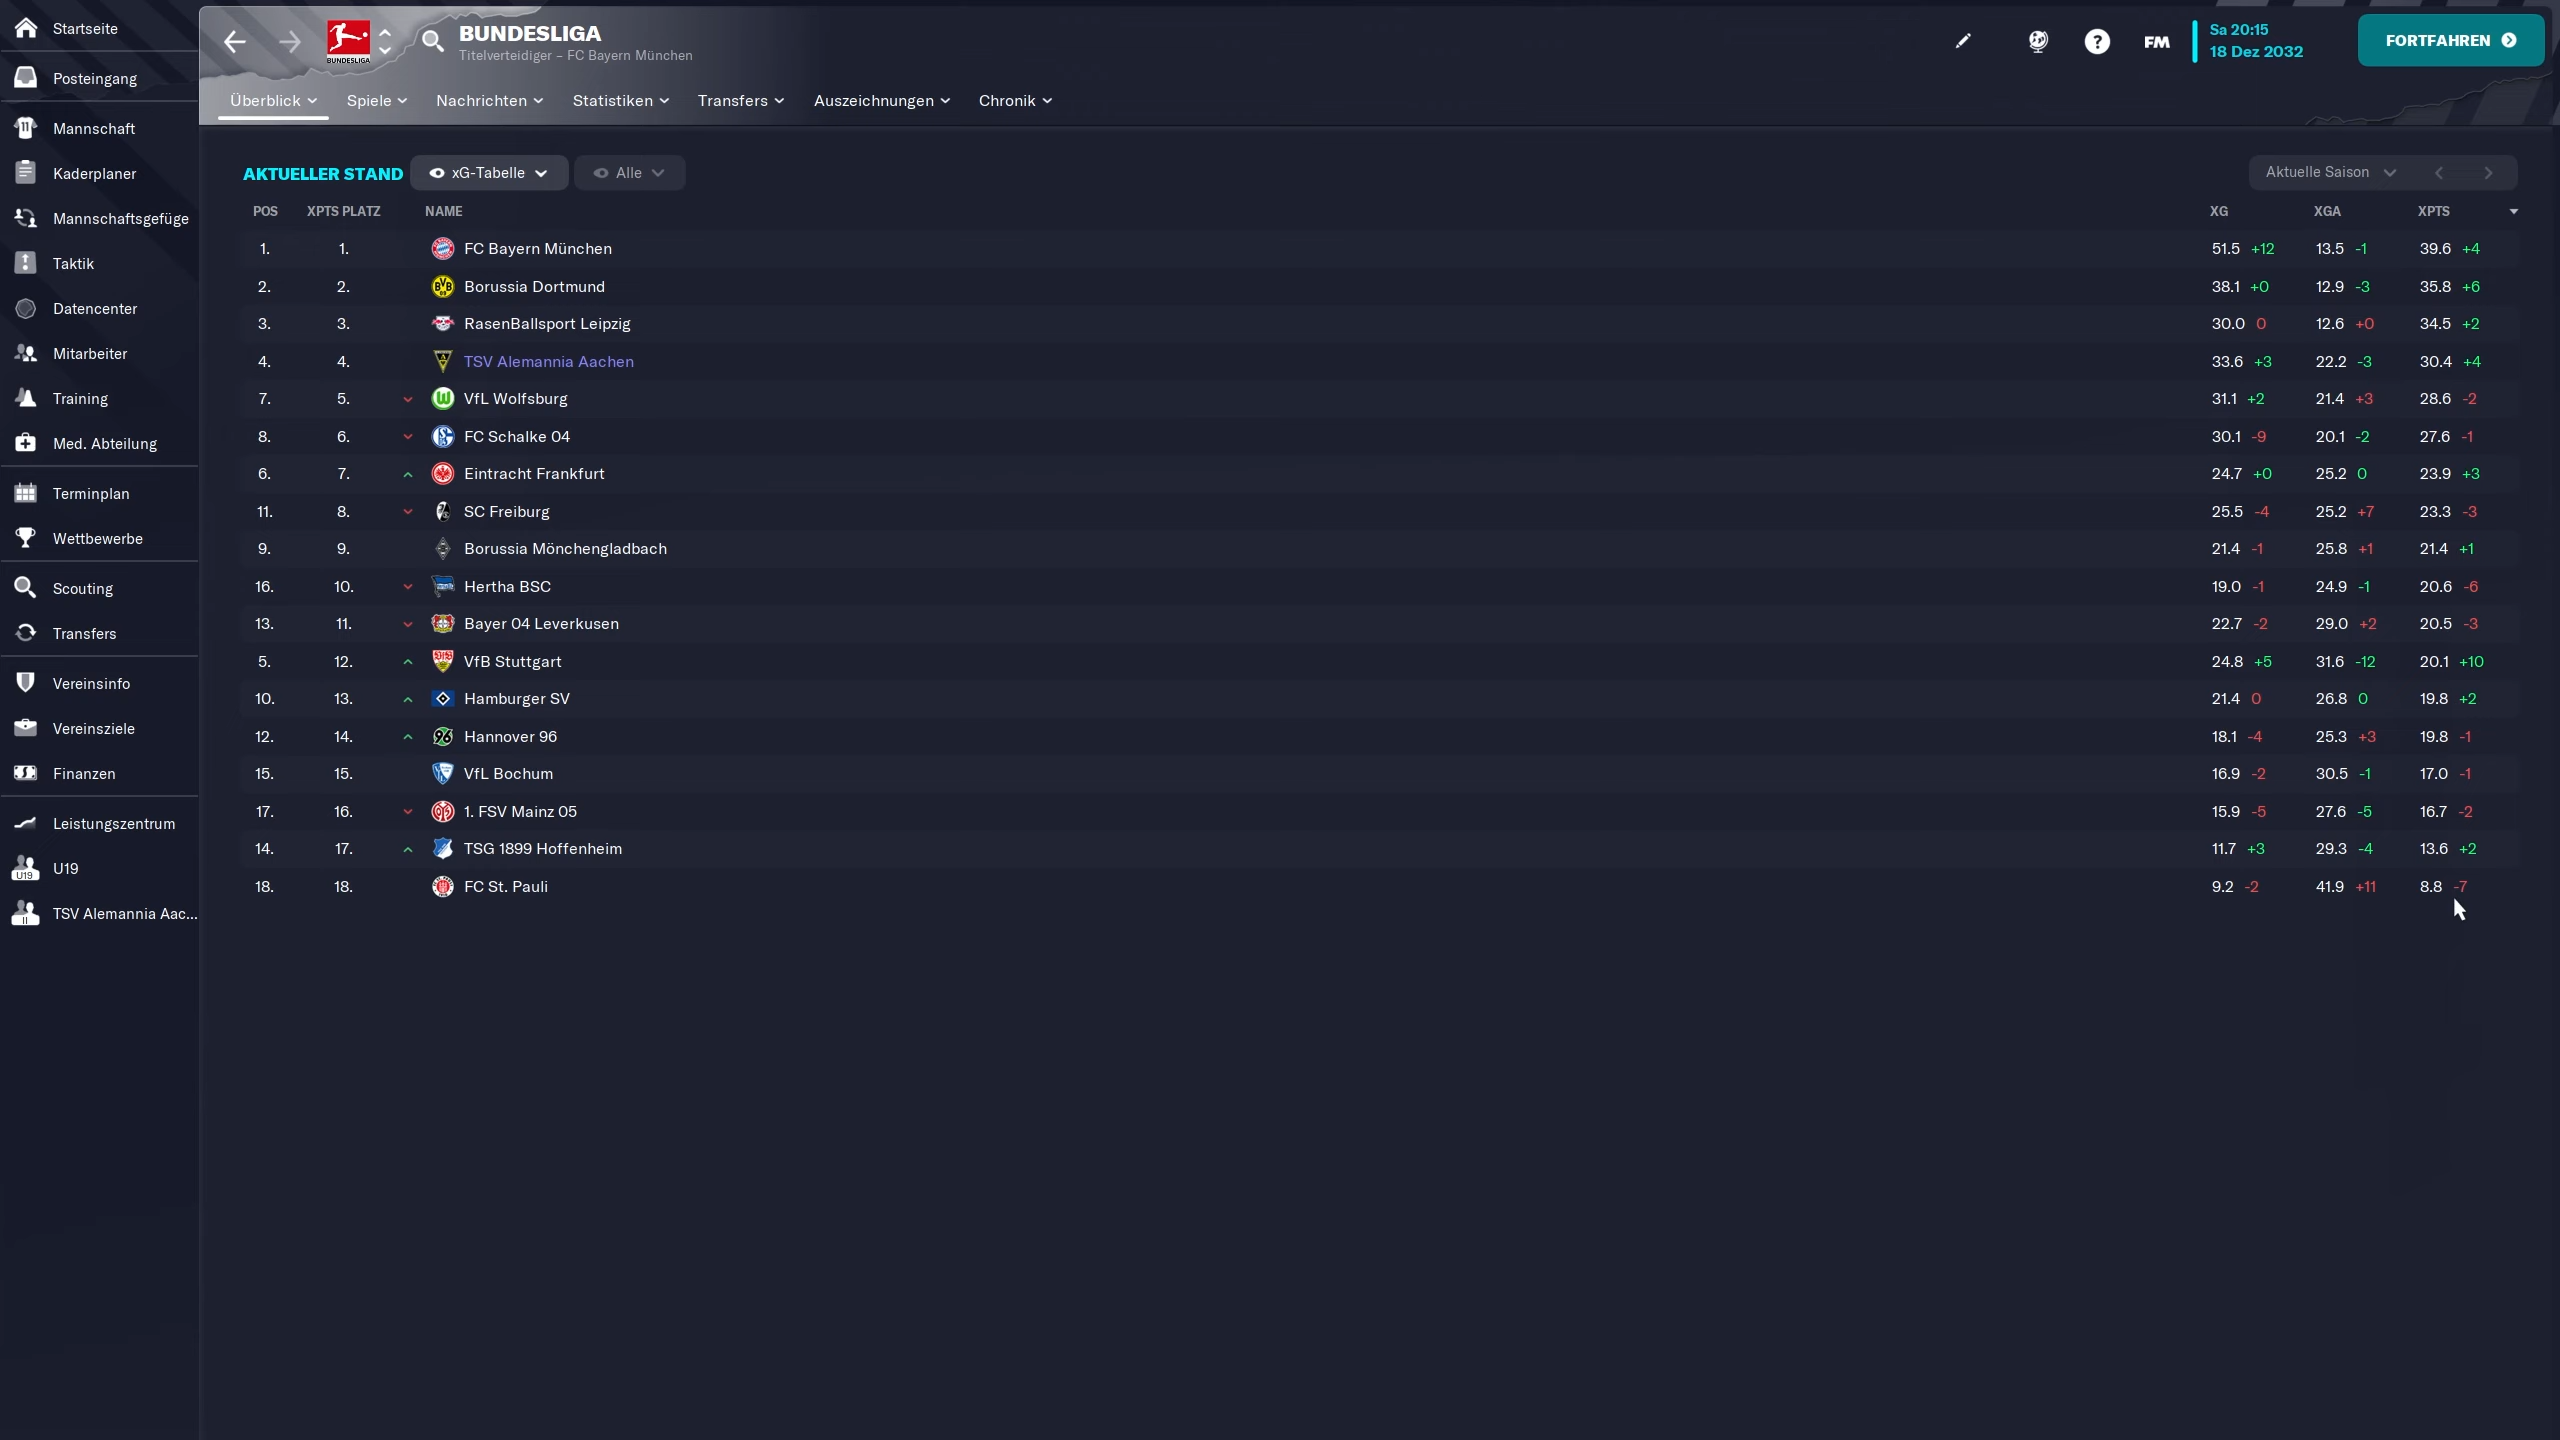 Startseite
Posteingang
Mannschaft
Kaderplaner
Mannschaftsgefüge
Taktik
Datencenter
Mitarbeiter
Training
Med. Abteilung
Terminplan
Wettbewerbe
Scouting
Transfers
Vereinsinfo
Vereinsziele
Finanzen
Leistungszentrum
U19 U19
II TSV Alemannia Aac...
BUNDESLIGA
BUNDESLIGA
Titelverteidiger - FC Bayern München
FM
Sa 20:15
18 Dez 2032
FORTFAHREN
Überblick Spiele Nachrichten Statistiken Transfers Auszeichnungen Chronik
AKTUELLER STAND xG-Tabelle Alle Aktuelle Saison
POS XPTS PLATZ NAME XG XGA XPTS
1. 1. FC Bayern München 51.5 +12 13.5 -1 39.6 +4
2. 2. Borussia Dortmund 38.1 +0 12.9 -3 35.8 +6
3. 3. RasenBallsport Leipzig 30.0 0 12.6 +0 34.5 +2
4. 4. TSV Alemannia Aachen 33.6 +3 22.2 -3 30.4 +4
7. 5. VfL Wolfsburg 31.1 +2 21.4 +3 28.6 -2
8. 6. FC Schalke 04 30.1 -9 20.1 -2 27.6 -1
6. 7. Eintracht Frankfurt 24.7 +0 25.2 0 23.9 +3
11. 8. SC Freiburg 25.5 -4 25.2 +7 23.3 -3
9. 9. Borussia Mönchengladbach 21.4 -1 25.8 +1 21.4 +1
16. 10. Hertha BSC 19.0 -1 24.9 -1 20.6 -6
13. 11. Bayer 04 Leverkusen 22.7 -2 29.0 +2 20.5 -3
5. 12. VfB Stuttgart 24.8 +5 31.6 -12 20.1 +10
10. 13. Hamburger SV 21.4 0 26.8 0 19.8 +2
12. 14. Hannover 96 18.1 -4 25.3 +3 19.8 -1
15. 15. VfL Bochum 16.9 -2 30.5 -1 17.0 -1
17. 16. 1. FSV Mainz 05 15.9 -5 27.6 -5 16.7 -2
14. 17. TSG 1899 Hoffenheim 11.7 +3 29.3 -4 13.6 +2
18. 18. FC St. Pauli 9.2 -2 41.9 +11 8.8 -7